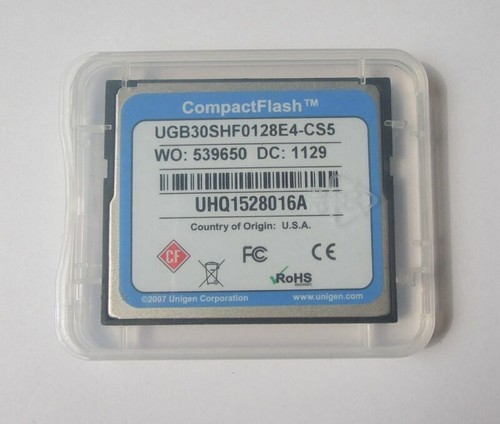 CompactFlash™
UGB30SHF0128E4-CS5
WO: 539650 DC: 1129
UHQ1528016A
Country of Origin: U.S.A.
CF
FC
CE
RoHS
©2007 Unigen Corporation
www.unigen.com